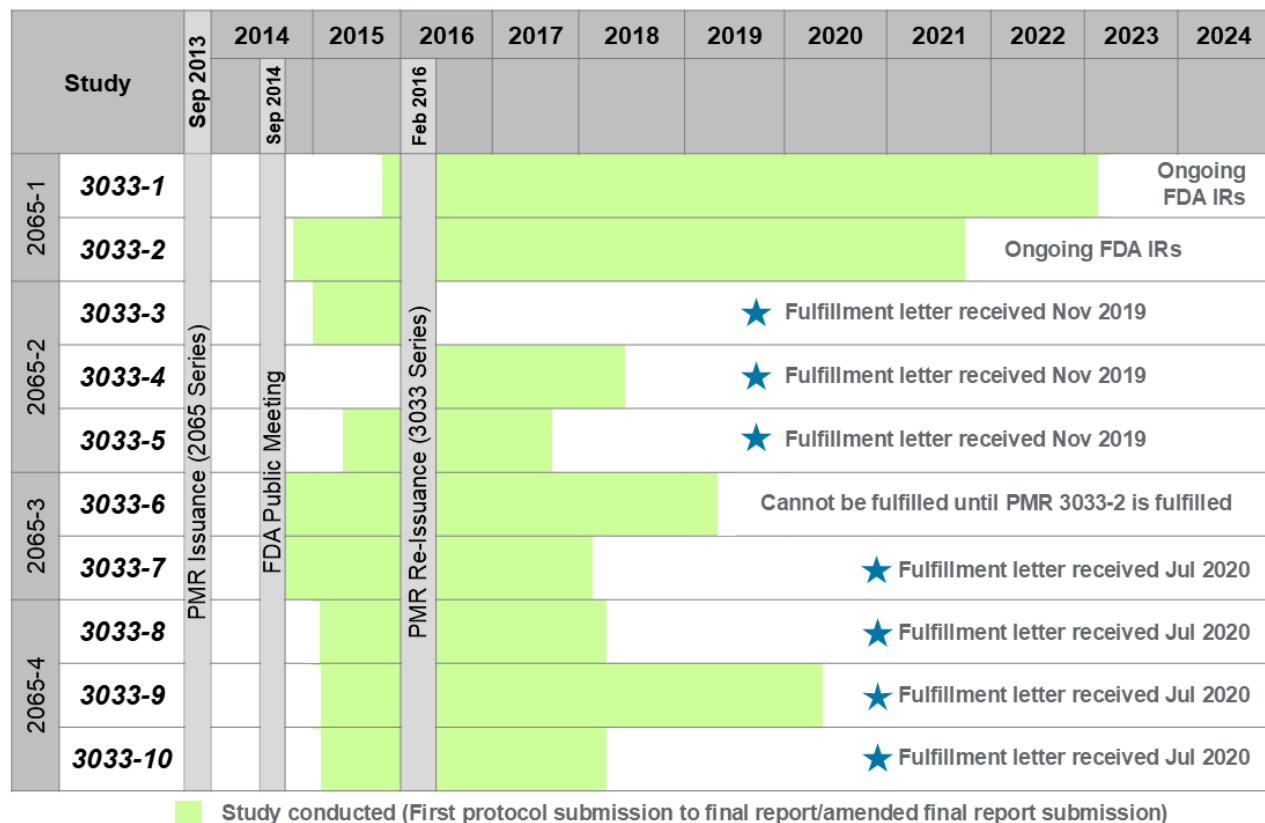 Study
Sep 2013
2014
2015
2016
2017
2018
2019
2020
2021
2022
2023
2024
Sep 2014
Feb 2016
PMR Issuance (2065 Series)
FDA Public Meeting
PMR Re-Issuance (3033 Series)
2065-1
3033-1
Ongoing
FDA IRs
3033-2
Ongoing FDA IRs
2065-2
3033-3
Fulfillment letter received Nov 2019
3033-4
Fulfillment letter received Nov 2019
3033-5
Fulfillment letter received Nov 2019
2065-3
3033-6
Cannot be fulfilled until PMR 3033-2 is fulfilled
3033-7
Fulfillment letter received Jul 2020
2065-4
3033-8
Fulfillment letter received Jul 2020
3033-9
Fulfillment letter received Jul 2020
3033-10
Fulfillment letter received Jul 2020
Study conducted (First protocol submission to final report/amended final report submission)